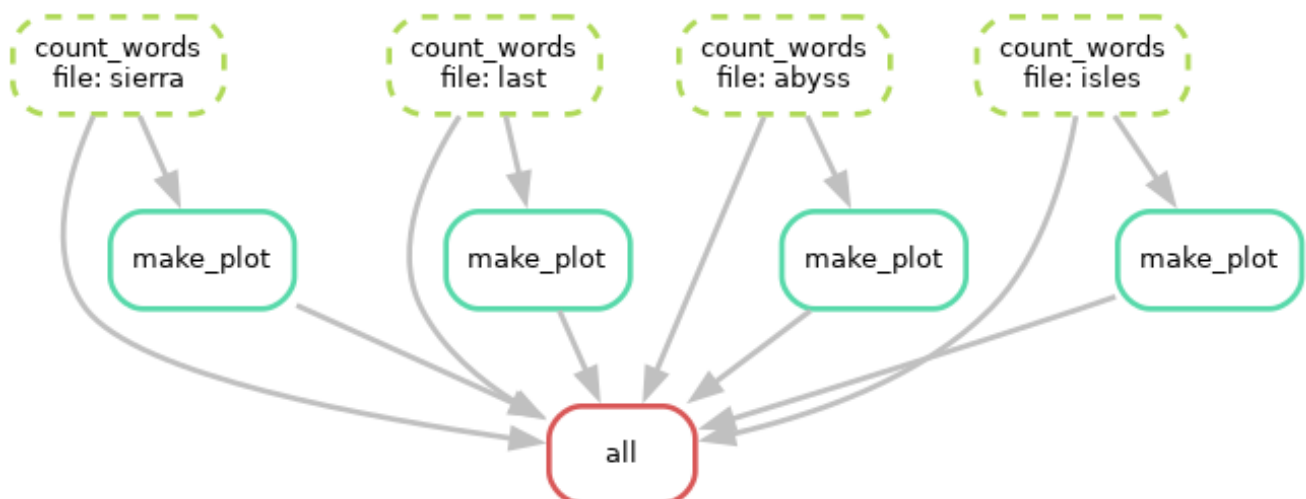 count_words
file: sierra
count_words
file: last
count_words
file: abyss
count_words
file: isles
make_plot
make_plot
make_plot
make_plot
all